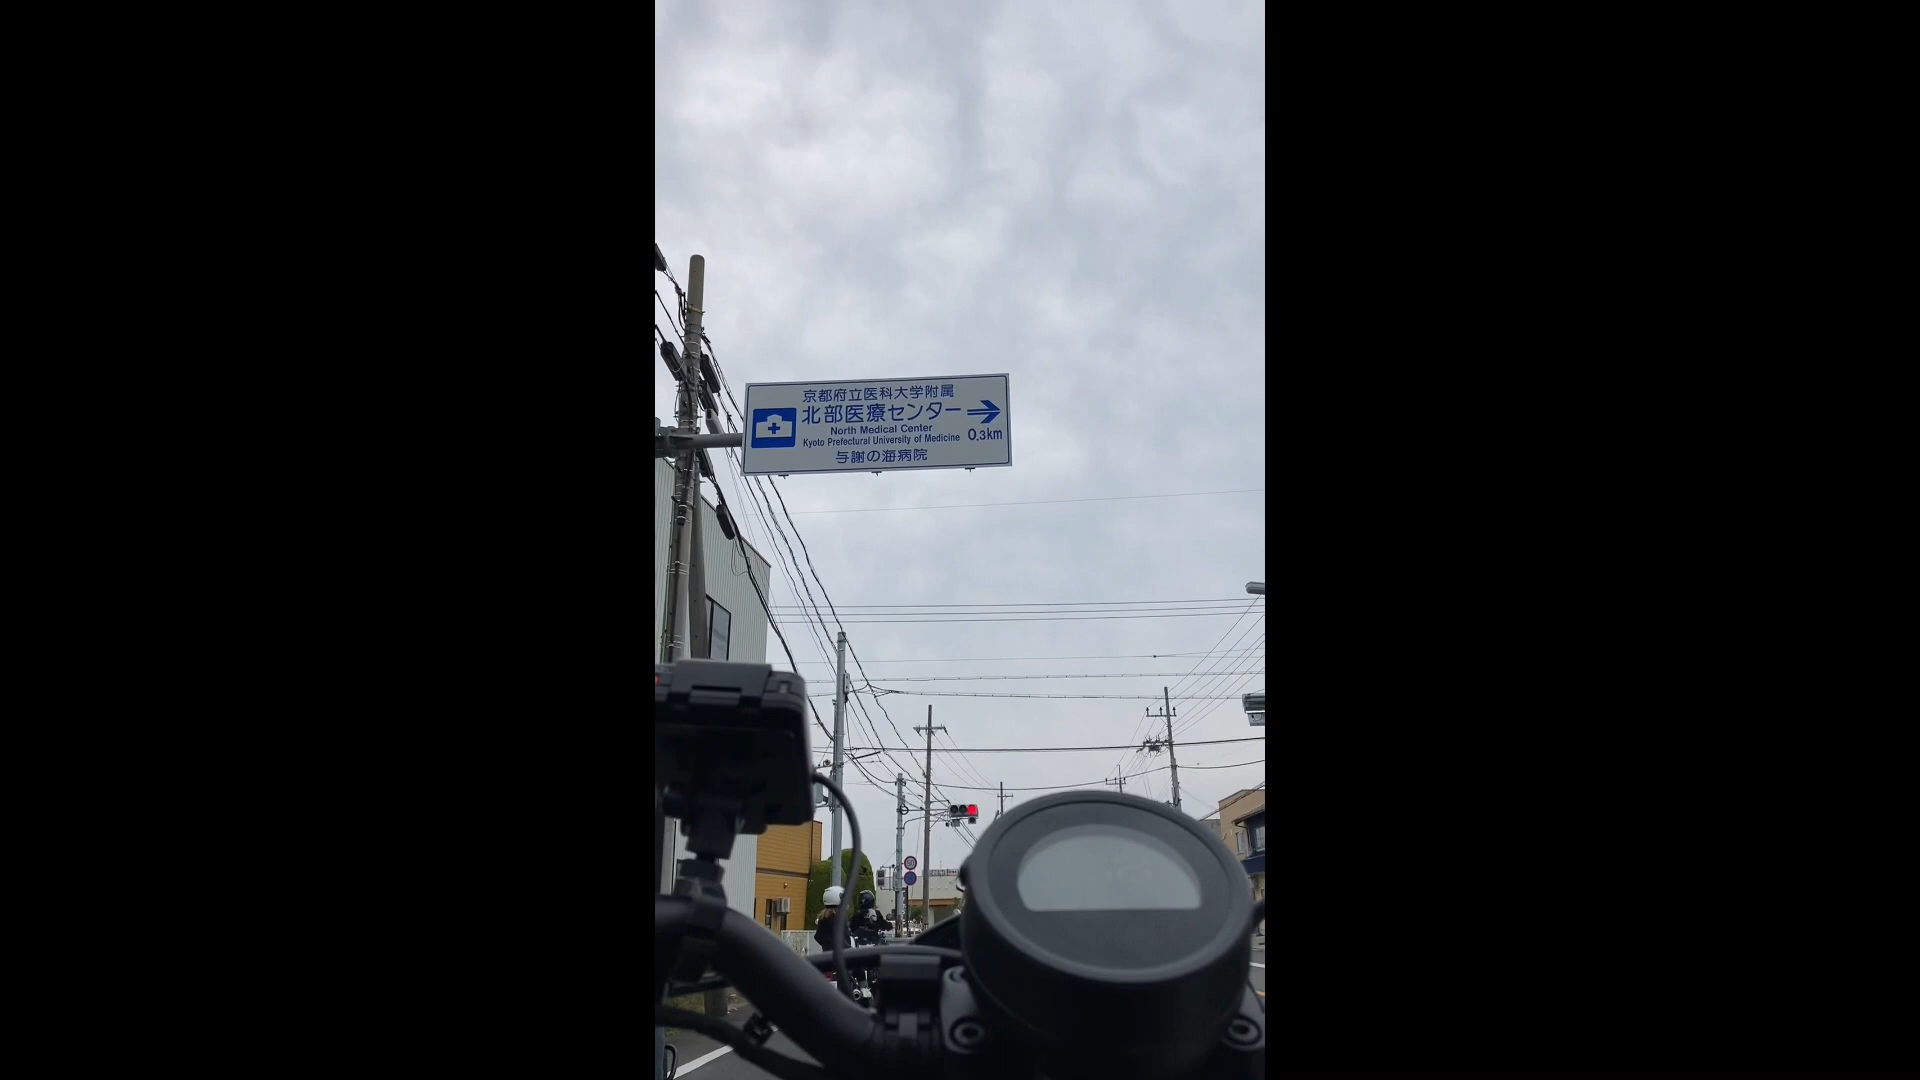 京都府立医科大学附属
北部医療センター
North Medical Center
Kyoto Prefectural University of Medicine
0.3km
与謝の海病院